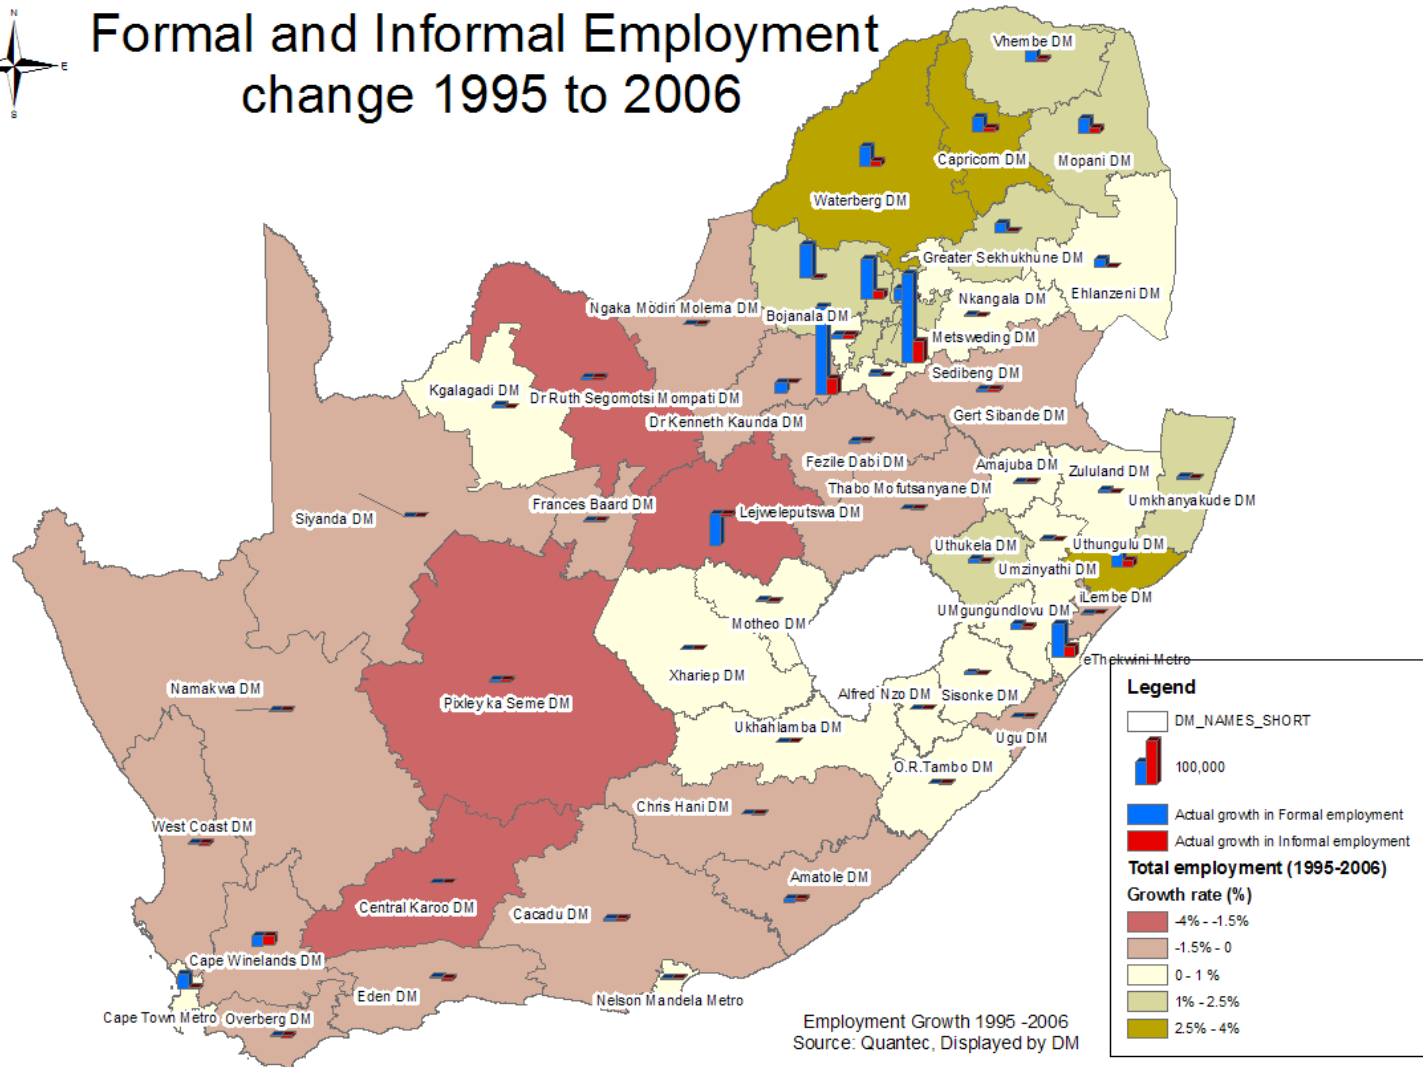 N
Formal and Informal Employment
change 1995 to 2006
E
S
Vhembe DM
Capricorn DM
Mopani DM
Waterberg DM
Greater Sekhukhune DM
Ehlanzeni DM
Nkangala DM
Ngaka Modiri Molema DM
Bojanala DM
Metsweding DM
Sedibeng DM
Kgalagadi DM
Dr Ruth Segomotsi Mompati DM
Gert Sibande DM
Dr Kenneth Kaunda DM
Fezile Dabi DM
Amajuba DM
Zululand DM
Thabo Mofutsanyane DM
Umkhanyakude DM
Frances Baard DM
Lejweleputswa DM
Siyanda DM
Uthukela DM
Uthungulu DM
Umzinyathi DM
iLembe DM
UMgungundlovu DM
Motheo DM
eThekwini Metro
Xhariep DM
Namakwa DM
Alfred Nzo DM
Sisonke DM
Pixley ka Seme DM
Ukhahlamba DM
Ugu DM
O.R.Tambo DM
Chris Hani DM
West Coast DM
Amatole DM
Central Karoo DM
Cacadu DM
Cape Winelands DM
Eden DM
Nelson Mandela Metro
Cape Town Metro
Overberg DM
Employment Growth 1995 -2006
Source: Quantec, Displayed by DM
Legend
DM_NAMES_SHORT
100,000
Actual growth in Formal employment
Actual growth in Informal employment
Total employment (1995-2006)
Growth rate (%)
-4% - -1.5%
-1.5% - 0
0 - 1 %
1% - 2.5%
2.5% - 4%